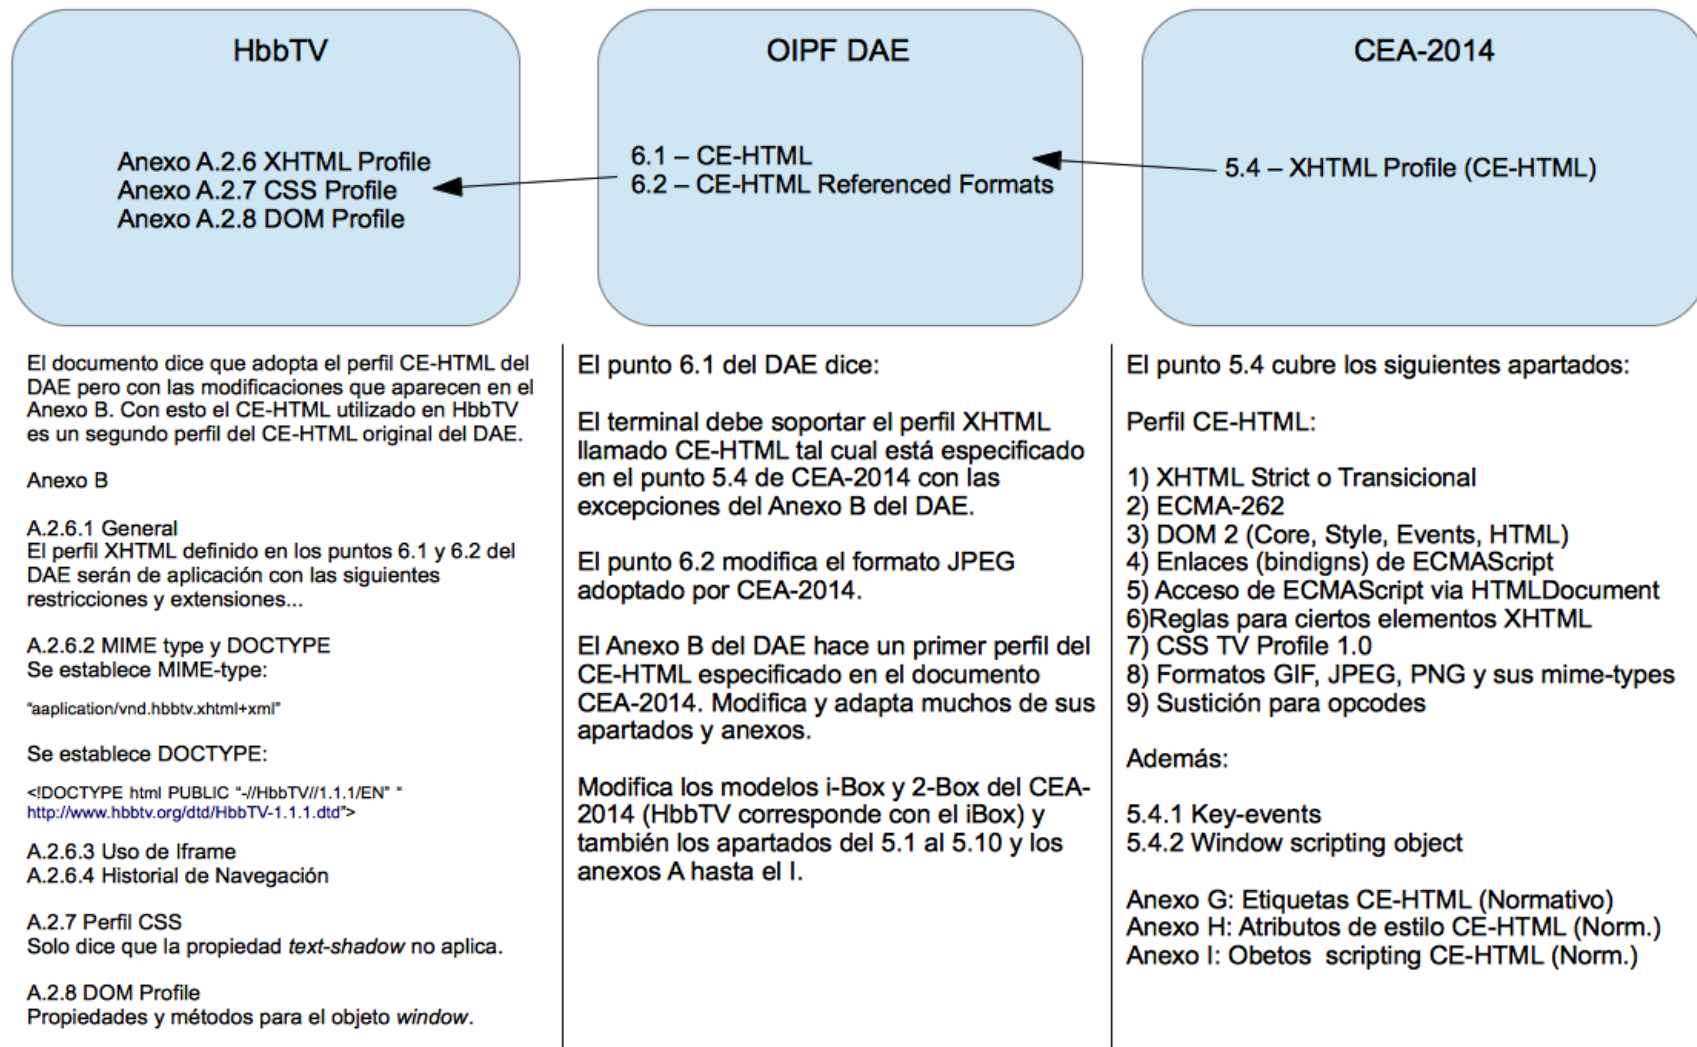 HbbTV
Anexo A.2.6 XHTML Profile
Anexo A.2.7 CSS Profile
Anexo A.2.8 DOM Profile
OIPF DAE
6.1 – CE-HTML
6.2 – CE-HTML Referenced Formats
CEA-2014
5.4 – XHTML Profile (CE-HTML)
El documento dice que adopta el perfil CE-HTML del
DAE pero con las modificaciones que aparecen en el
Anexo B. Con esto el CE-HTML utilizado en HbbTV
es un segundo perfil del CE-HTML original del DAE.
Anexo B
A.2.6.1 General
El perfil XHTML definido en los puntos 6.1 y 6.2 del
DAE serán de aplicación con las siguientes
restricciones y extensiones...
A.2.6.2 MIME type y DOCTYPE
Se establece MIME-type:
“aaplication/vnd.hbbtv.xhtml+xml”
Se establece DOCTYPE:
<!DOCTYPE html PUBLIC “-//HbbTV//1.1.1/EN” “
http://www.hbbtv.org/dtd/HbbTV-1.1.1.dtd”>
A.2.6.3 Uso de Iframe
A.2.6.4 Historial de Navegación
A.2.7 Perfil CSS
Solo dice que la propiedad text-shadow no aplica.
A.2.8 DOM Profile
Propiedades y métodos para el objeto window.
El punto 6.1 del DAE dice:
El terminal debe soportar el perfil XHTML
llamado CE-HTML tal cual está especificado
en el punto 5.4 de CEA-2014 con las
excepciones del Anexo B del DAE.
El punto 6.2 modifica el formato JPEG
adoptado por CEA-2014.
El Anexo B del DAE hace un primer perfil del
CE-HTML especificado en el documento
CEA-2014. Modifica y adapta muchos de sus
apartados y anexos.
Modifica los modelos i-Box y 2-Box del CEA-
2014 (HbbTV corresponde con el iBox) y
también los apartados del 5.1 al 5.10 y los
anexos A hasta el I.
El punto 5.4 cubre los siguientes apartados:
Perfil CE-HTML:
1) XHTML Strict o Transicional
2) ECMA-262
3) DOM 2 (Core, Style, Events, HTML)
4) Enlaces (bindigns) de ECMAScript
5) Acceso de ECMAScript via HTMLDocument
6)Reglas para ciertos elementos XHTML
7) CSS TV Profile 1.0
8) Formatos GIF, JPEG, PNG y sus mime-types
9) Sustición para opcodes
Además:
5.4.1 Key-events
5.4.2 Window scripting object
Anexo G: Etiquetas CE-HTML (Normativo)
Anexo H: Atributos de estilo CE-HTML (Norm.)
Anexo I: Obetos scripting CE-HTML (Norm.)